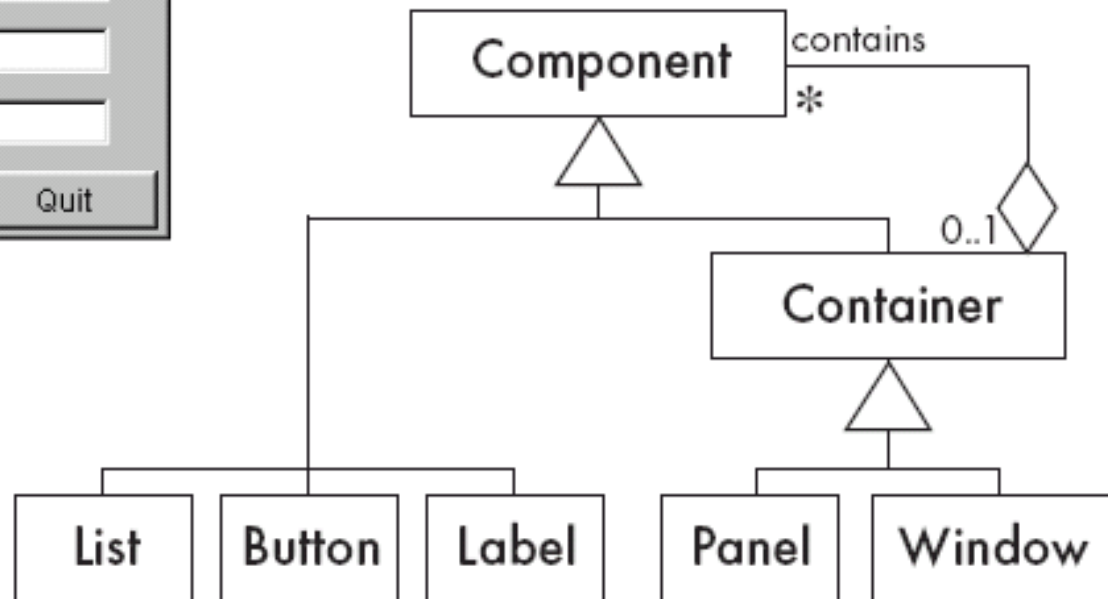 contains
Component
*
Quit
0..1
Container
List
Button
Label
Panel
Window